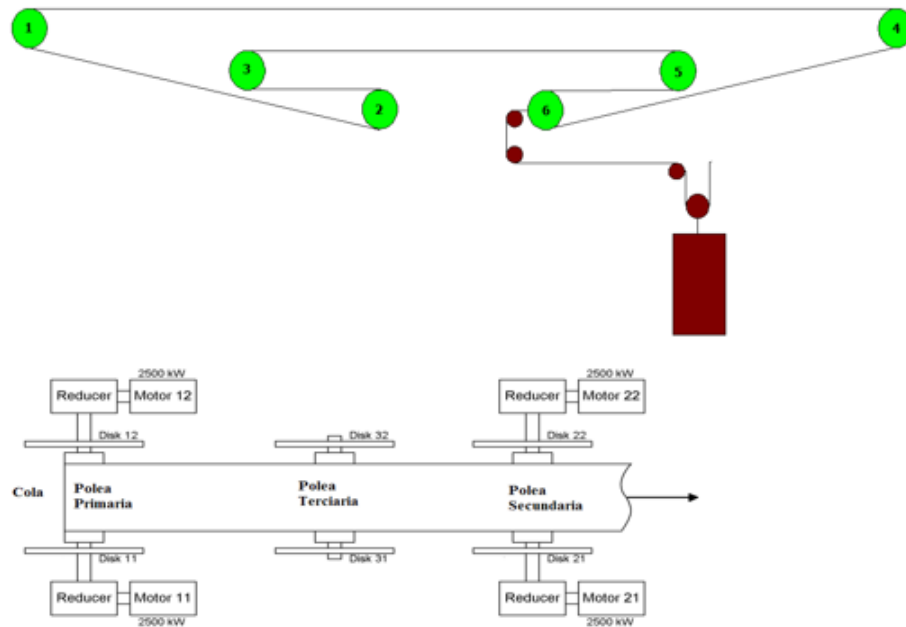 1
4
3
5
2
6
2500 kW
2500 kW
Reducer
Motor 12
Reducer
Motor 22
Disk 12
Disk 32
Disk 22
Cola
Polea
Primaria
Polea
Terciaria
Polea
Secundaria
Disk 11
Disk 31
Disk 21
Reducer
Motor 11
Reducer
Motor 21
2500 kW
2500 kW